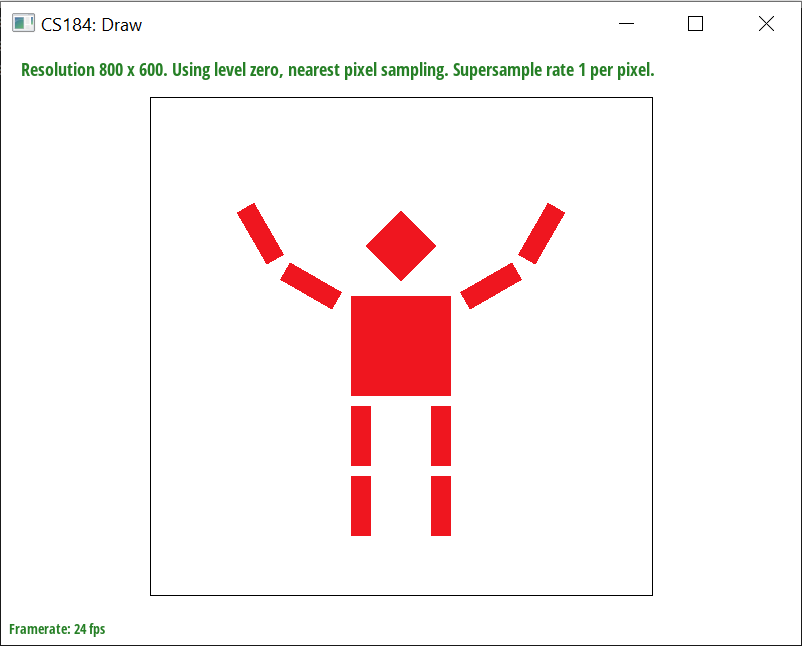 CS184: Draw
Resolution 800 x 600. Using level zero, nearest pixel sampling. Supersample rate 1 per pixel.
Framerate: 24 fps